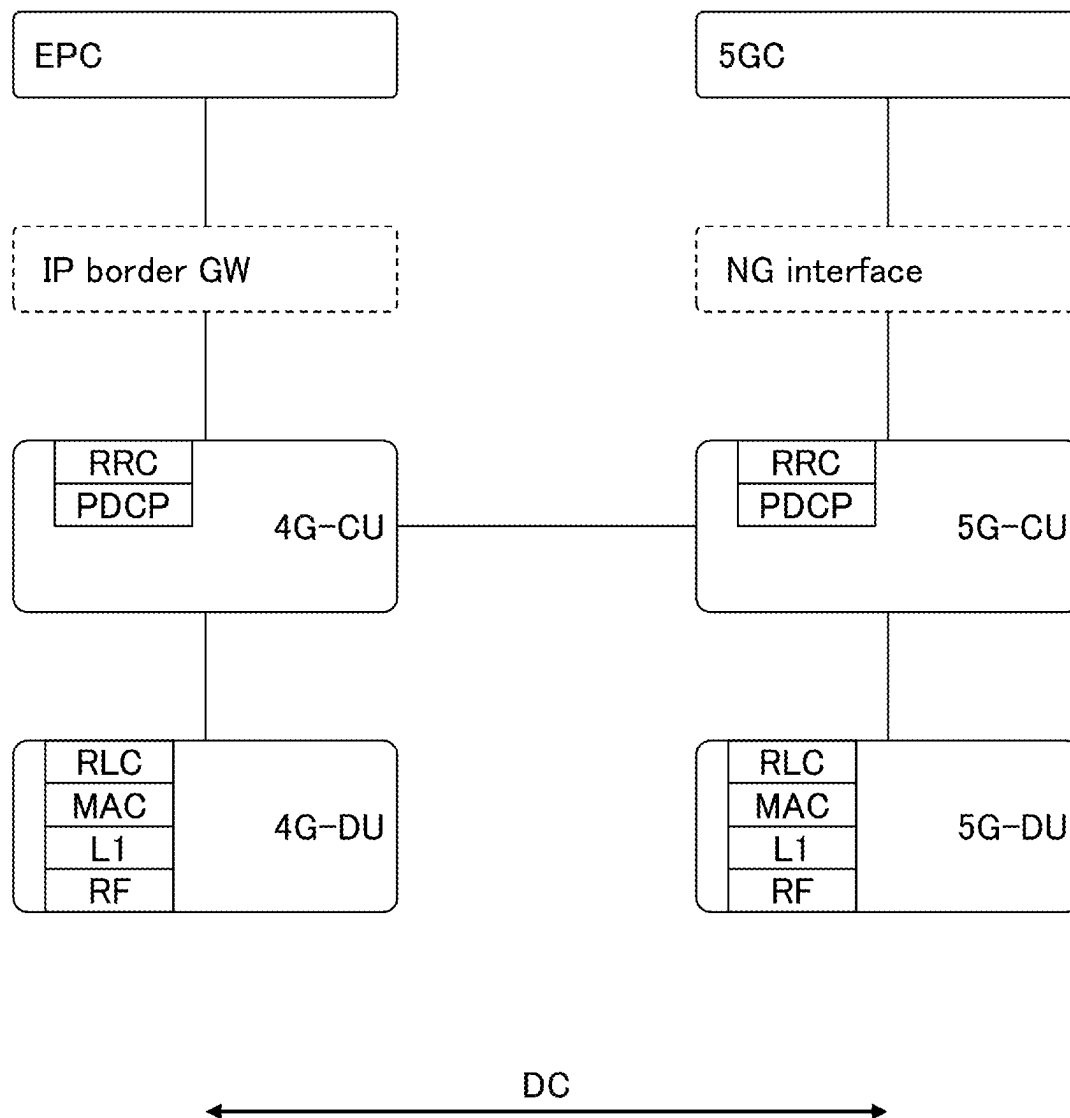 EPC
5GC
IP border GW
NG interface
RRC
PDCP
4G-CU
RRC
PDCP
5G-CU
RLC
MAC
L1
RF
4G-DU
RLC
MAC
L1
RF
5G-DU
DC